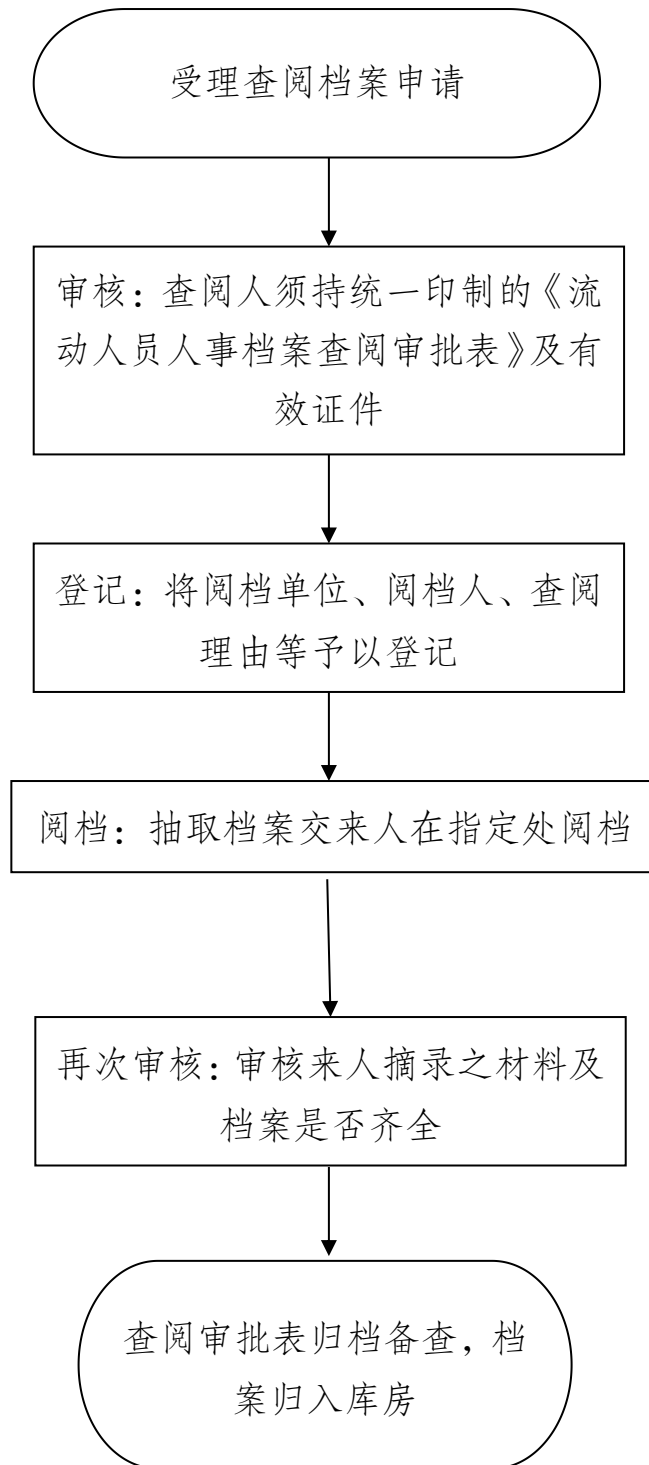 受理查阅档案申请
审核：查阅人须持统一印制的《流
动人员人事档案查阅审批表》及有
效证件
登记：将阅档单位、阅档人、查阅
理由等予以登记
阅档：抽取档案交来人在指定处阅档
再次审核：审核来人摘录之材料及
档案是否齐全
查阅审批表归档备查，档
案归入库房